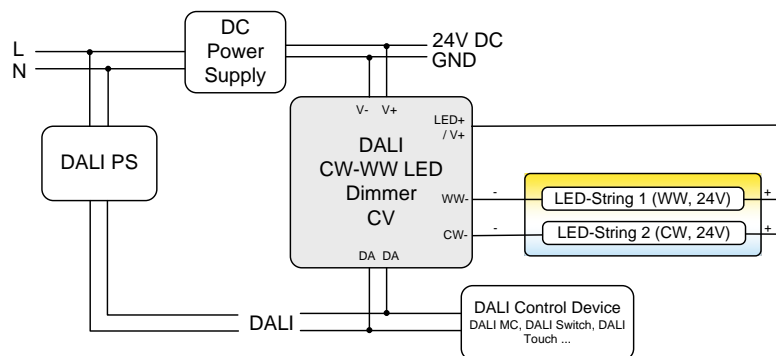 L
N
DC
Power
Supply
24V DC
GND
DALI PS
V- V+
LED+
/ V+
DALI
CW-WW LED
Dimmer
CV
WW-
CW-
DA DA
-
LED-String 1 (WW, 24V)
+
-
LED-String 2 (CW, 24V)
+
DALI
DALI Control Device
DALI MC, DALI Switch, DALI
Touch ...